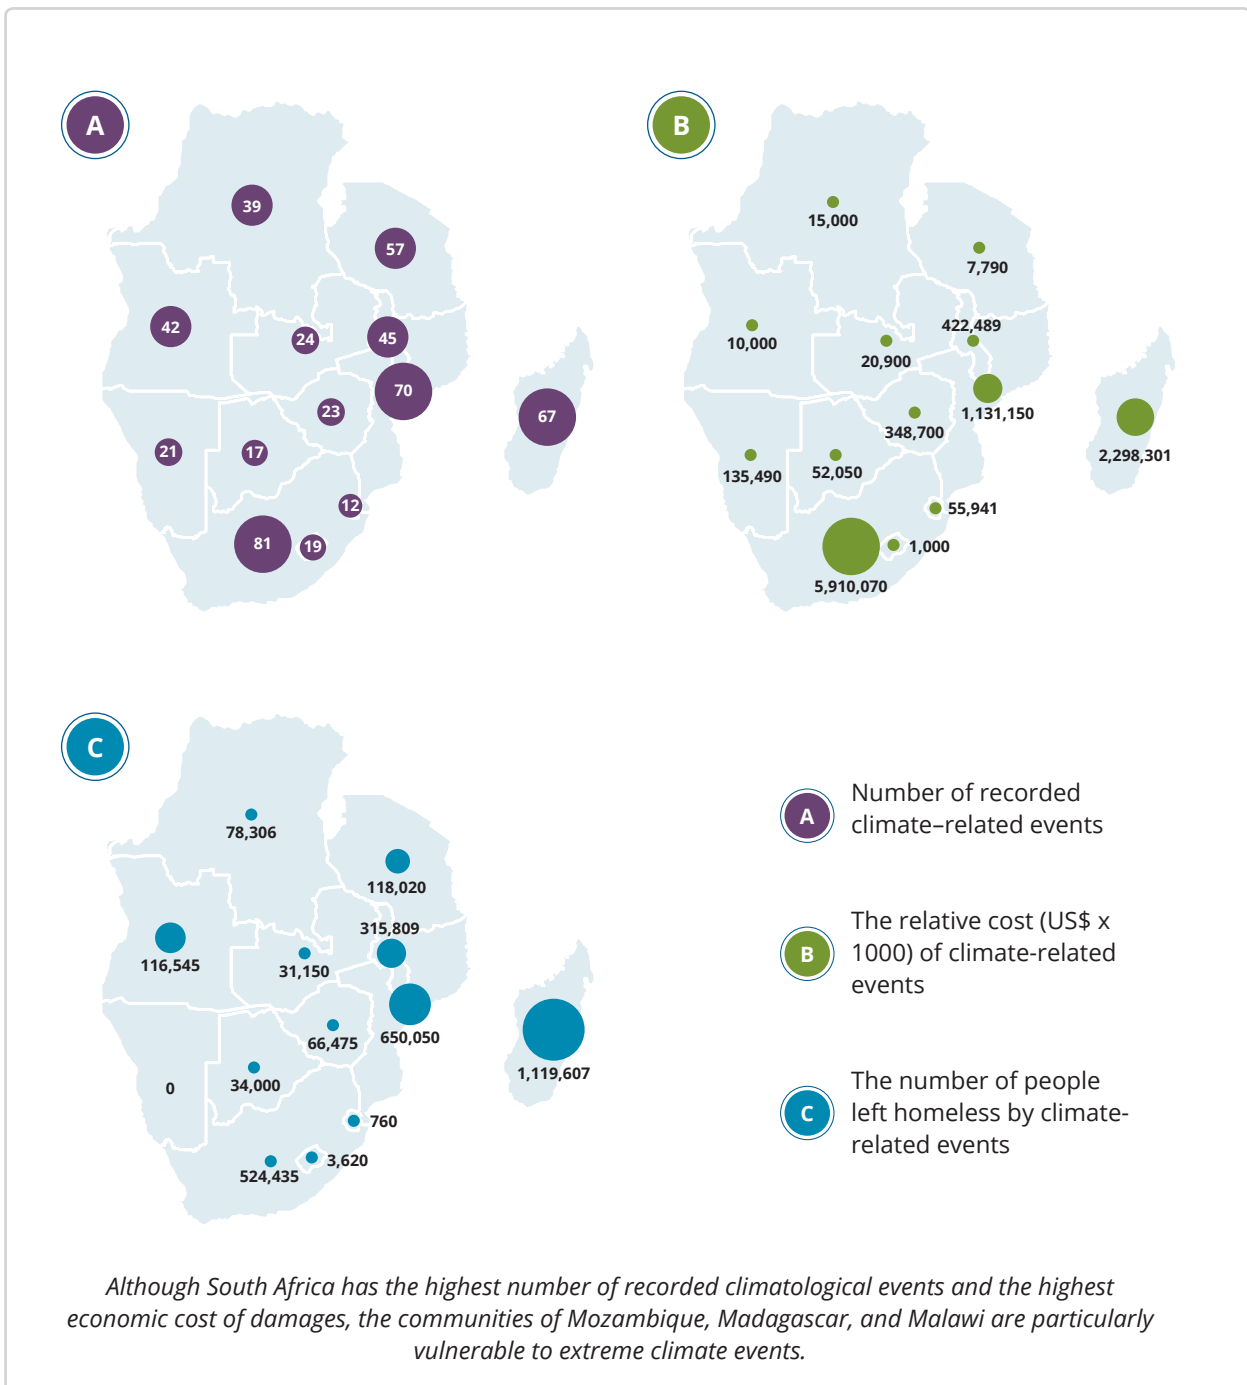 A
39
57
42
24
45
70
23
67
21
17
12
81
19
B
15,000
7,790
422,489
10,000
20,900
1,131,150
348,700
2,298,301
135,490
52,050
55,941
1,000
5,910,070
C
78,306
118,020
315,809
116,545
31,150
650,050
66,475
1,119,607
0
34,000
760
3,620
524,435
A
Number of recorded
climate–related events
B
The relative cost (US$ x
1000) of climate-related
events
C
The number of people
left homeless by climate-
related events
Although South Africa has the highest number of recorded climatological events and the highest
economic cost of damages, the communities of Mozambique, Madagascar, and Malawi are particularly
vulnerable to extreme climate events.